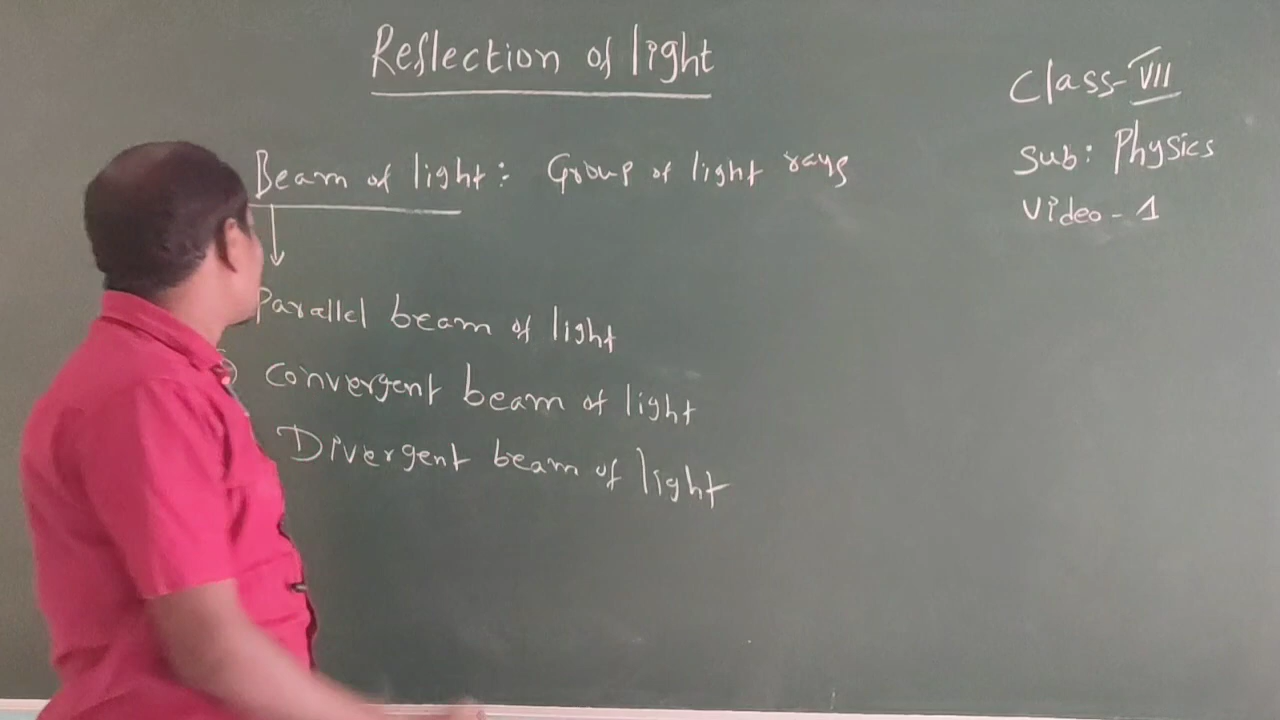 Reflection of light
Class-VII
Sub: Physics
Video-1
Beam of light: Group of light rays
Parallel beam of light
Convergent beam of light
Divergent beam of light